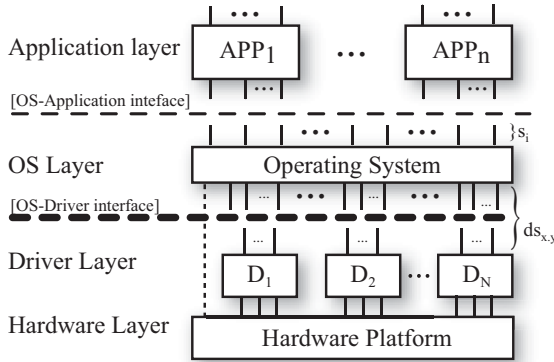 Application layer
APP1 ... APPn
[OS-Application inteface]
si
OS Layer
Operating System
[OS-Driver interface]
dsx.y
Driver Layer
D1 D2 ... DN
Hardware Layer
Hardware Platform